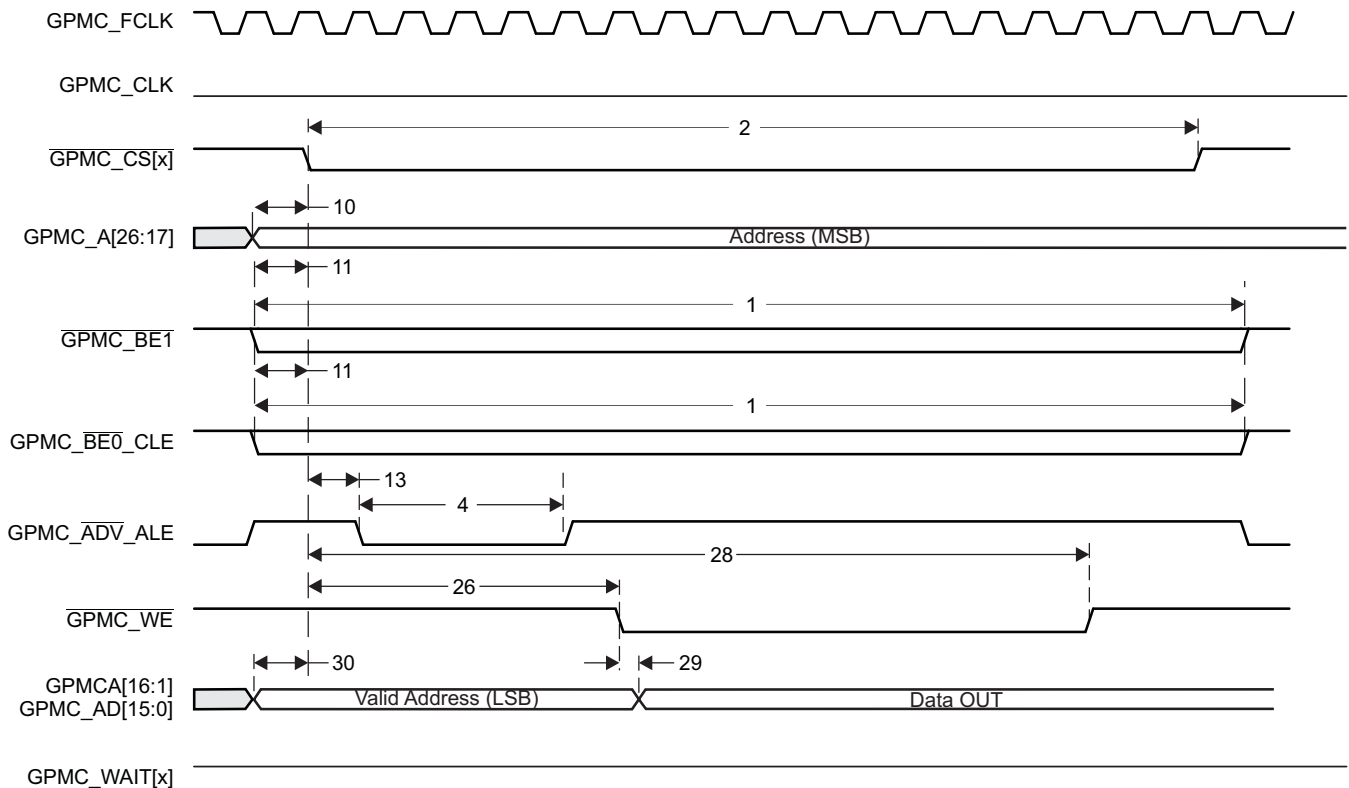 GPMC_FCLK
GPMC_CLK
2
GPMC_CS[x]
10
GPMC_A[26:17]
Address (MSB)
11
1
GPMC_BE1
11
1
GPMC_BE0_CLE
13
4
GPMC_ADV_ALE
28
26
GPMC_WE
30
29
GPMCA[16:1]
GPMC_AD[15:0]
Valid Address (LSB)
Data OUT
GPMC_WAIT[x]